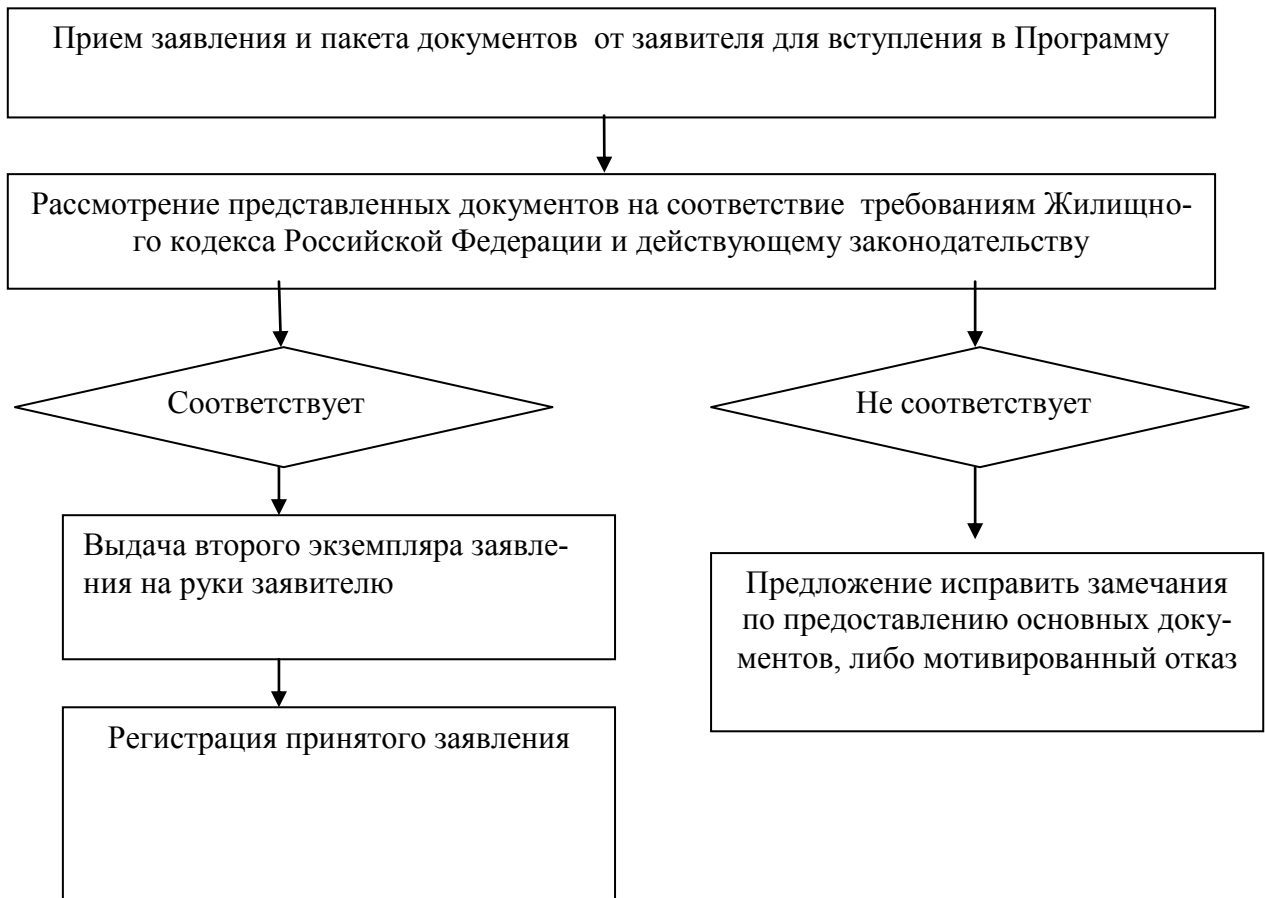 Прием заявления и пакета документов от заявителя для вступления в Программу
Рассмотрение представленных документов на соответствие требованиям Жилищно-
го кодекса Российской Федерации и действующему законодательству
Соответствует
Не соответствует
Выдача второго экземпляра заявле-
ния на руки заявителю
Предложение исправить замечания
по предоставлению основных доку-
ментов, либо мотивированный отказ
Регистрация принятого заявления